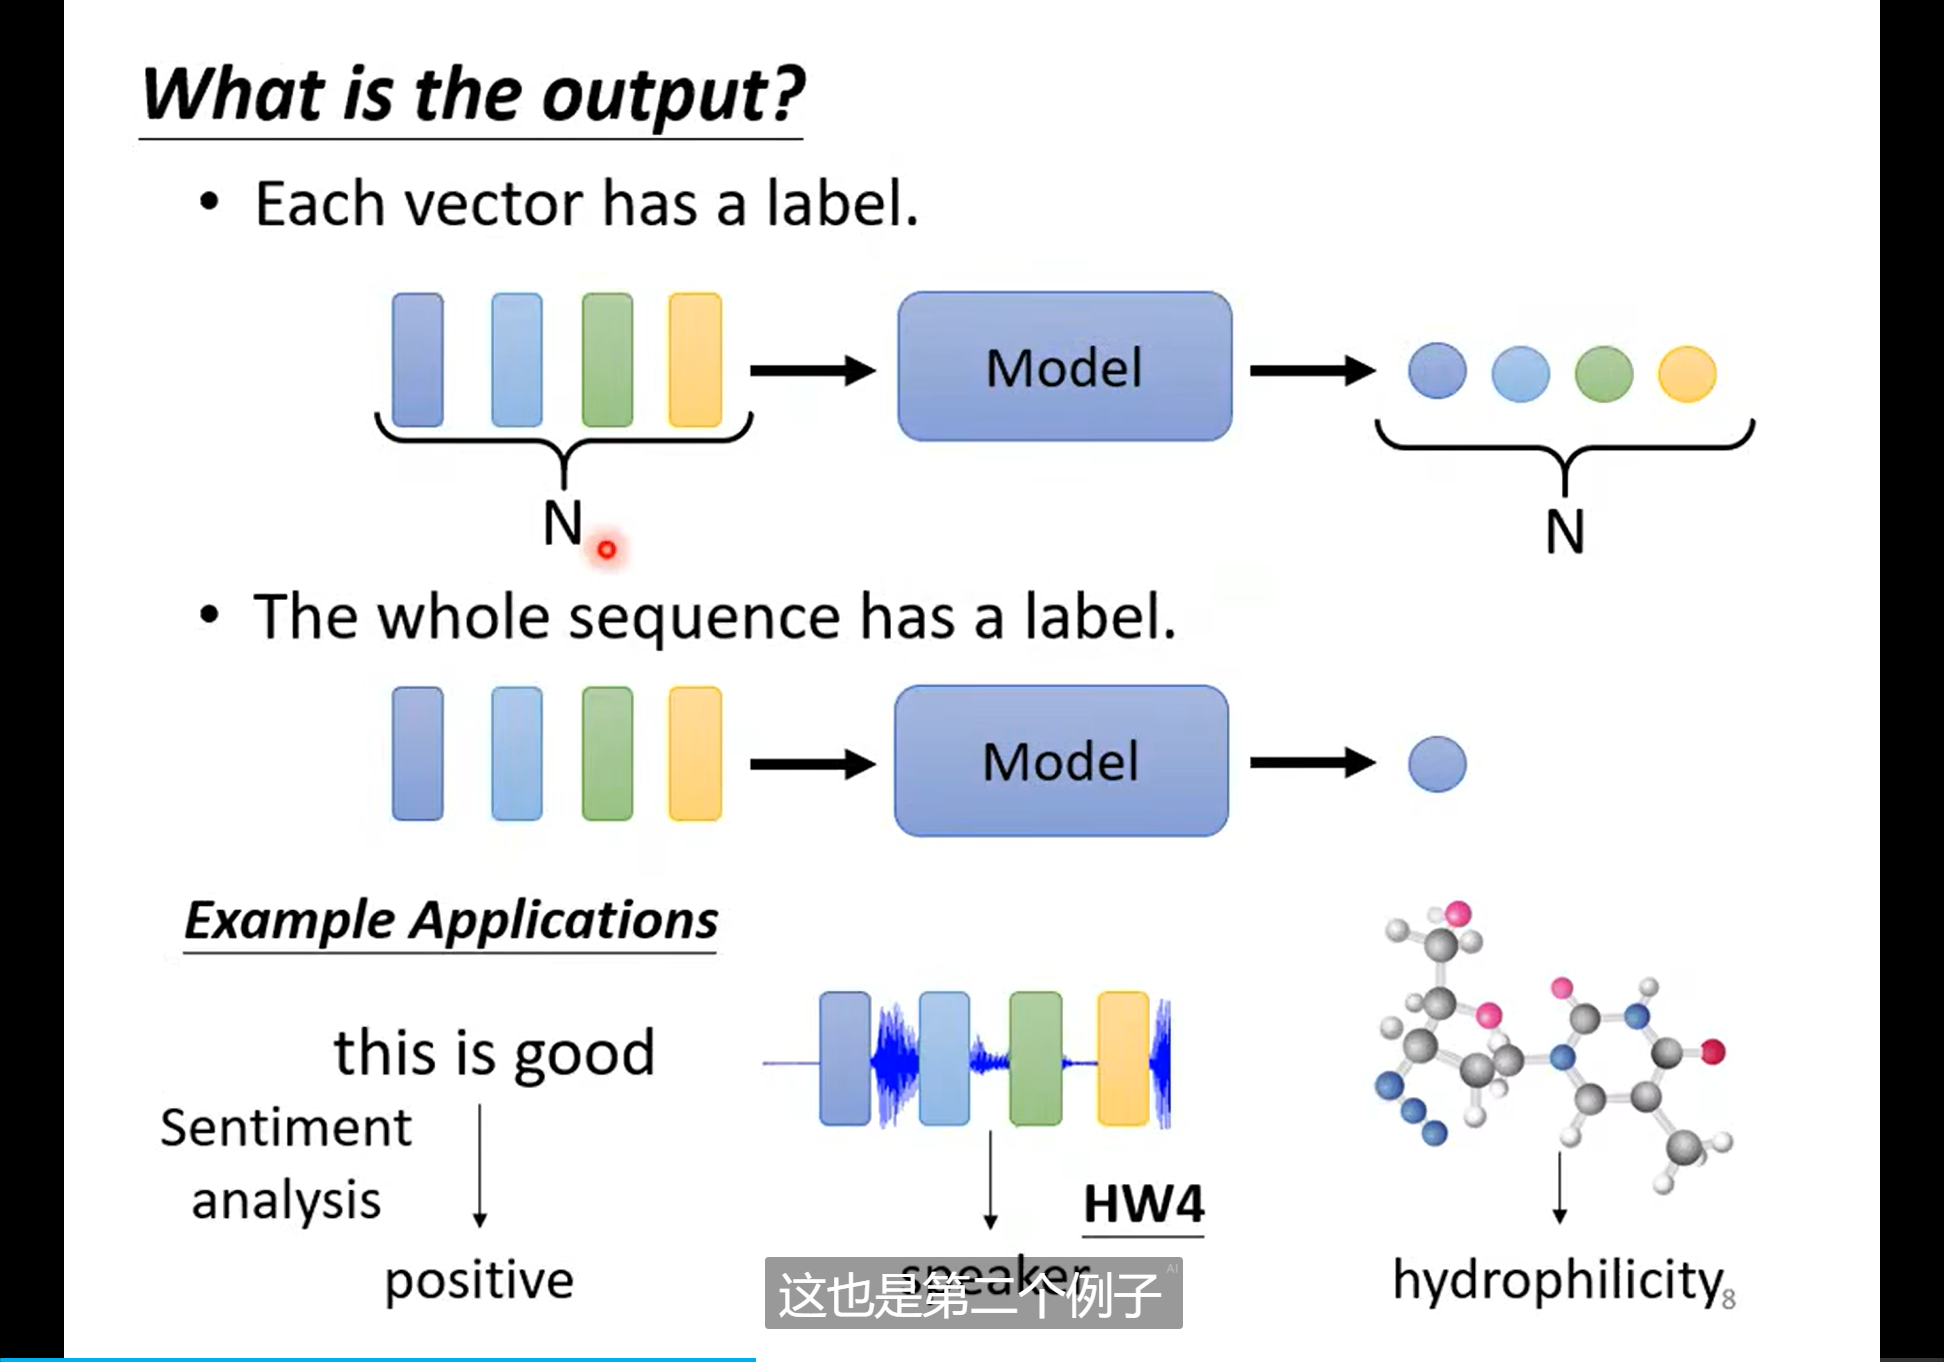 What is the output?
• Each vector has a label.
Model
N
N
• The whole sequence has a label.
Model
Example Applications
this is good
Sentiment
analysis
positive
HW4
speaker
hydrophilicity
8
这也是第二个例子
AI